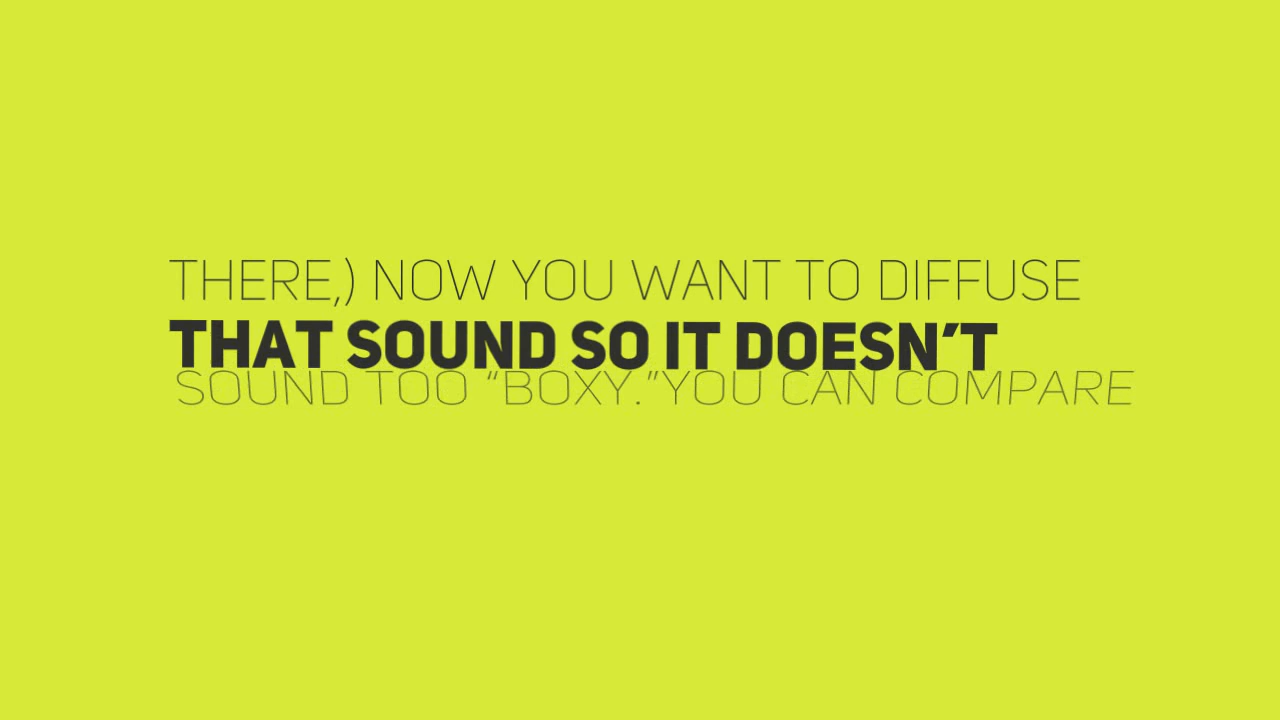 THERE,) NOW YOU WANT TO DIFFUSE
THAT SOUND SO IT DOESN’T
SOUND TOO “BOXY.”YOU CAN COMPARE